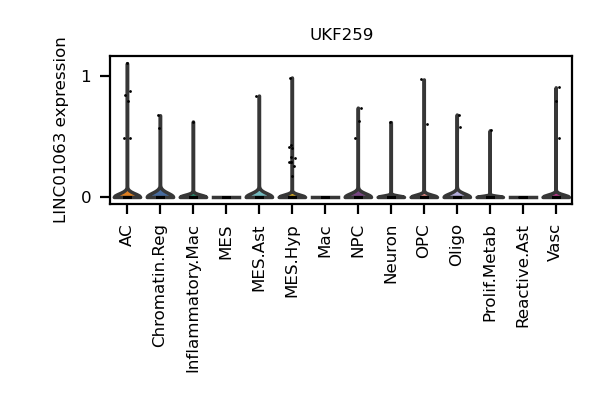 UKF259
LINC01063 expression
1
0
AC
Chromatin.Reg
Inflammatory.Mac
MES
MES.Ast
MES.Hyp
Mac
NPC
Neuron
OPC
Oligo
Prolif.Metab
Reactive.Ast
Vasc